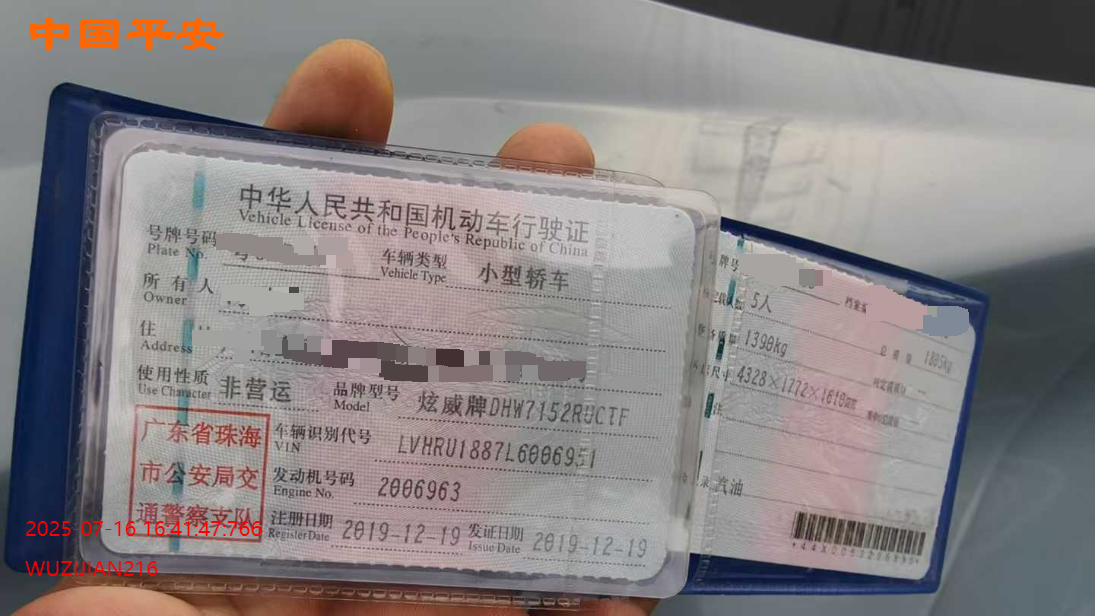 中国平安
中华人民共和国机动车行驶证
Vehicle License of the People's Republic of China
号牌号码
Plate No.
车辆类型 小型轿车
Vehicle Type
所有人
Owner
住
Address
使用性质 非营运
Use Character
品牌型号 炫威牌DHW7152RUCTF
Model
广东省珠海
市公安局交
通警察支队
车辆识别代号 LVHRU1887L6006951
VIN
发动机号码 2006963
Engine No.
注册日期 2019-12-19
Register Date
发证日期 2019-12-19
Issue Date
牌号
5人
1390kg
1805kg
4328×1772×1610
汽油
2025-07-16 16:41:47.766
WUZIJIAN216